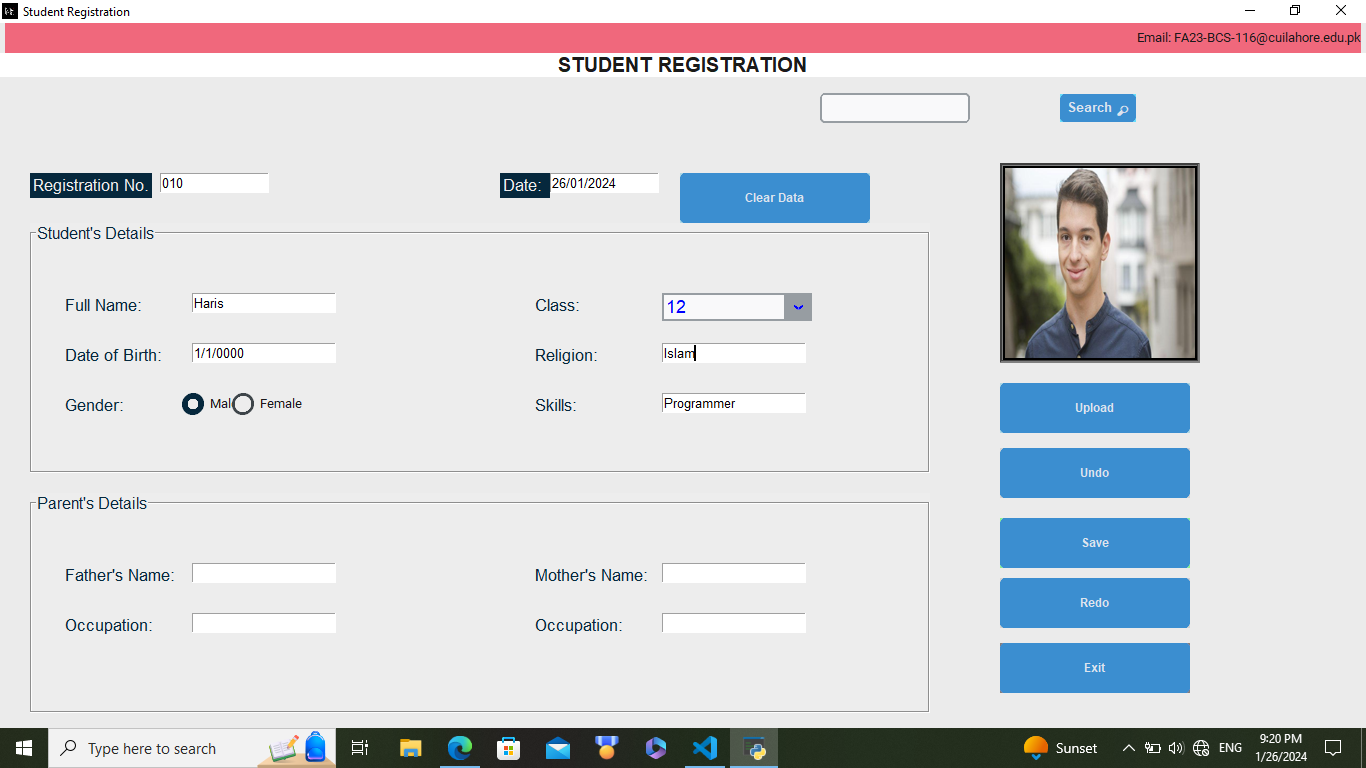 Student Registration
Email: FA23-BCS-116@cuilahore.edu.pk
STUDENT REGISTRATION
Search
Registration No. 010 Date: 26/01/2024 Clear Data
Student's Details
Full Name: Haris Class: 12
Date of Birth: 1/1/0000 Religion: Islam
Gender: Mal Female Skills: Programmer
Upload
Undo
Parent's Details
Save
Father's Name: Mother's Name:
Redo
Occupation: Occupation:
Exit
Type here to search Sunset ENG 9:20 PM
1/26/2024